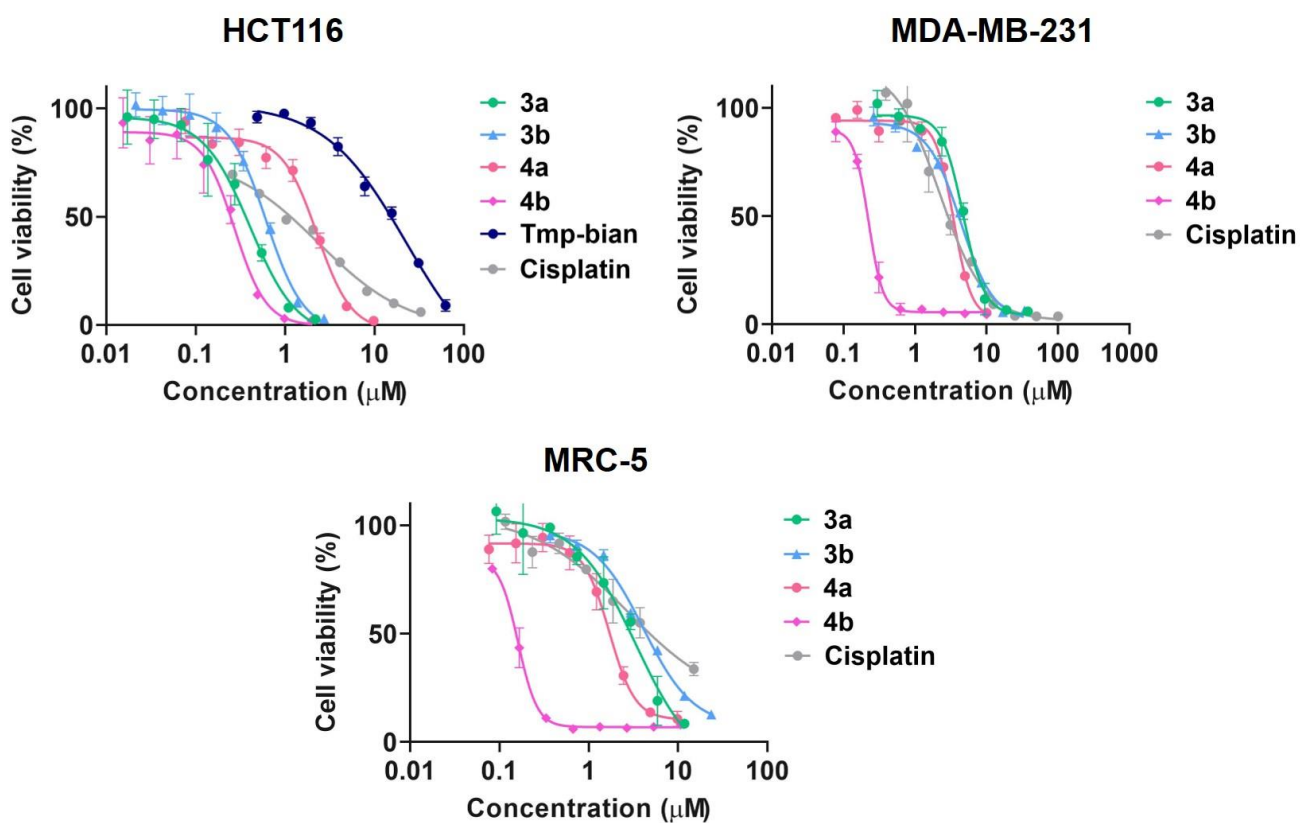 HCT116
Cell viability (%)
100
50
0
0.01 0.1 1 10 100
Concentration (μM)
3a
3b
4a
4b
Tmp-bian
Cisplatin
MDA-MB-231
Cell viability (%)
100
50
0
0.01 0.1 1 10 100 1000
Concentration (μM)
3a
3b
4a
4b
Cisplatin
MRC-5
Cell viability (%)
100
50
0
0.01 0.1 1 10 100
Concentration (μM)
3a
3b
4a
4b
Cisplatin